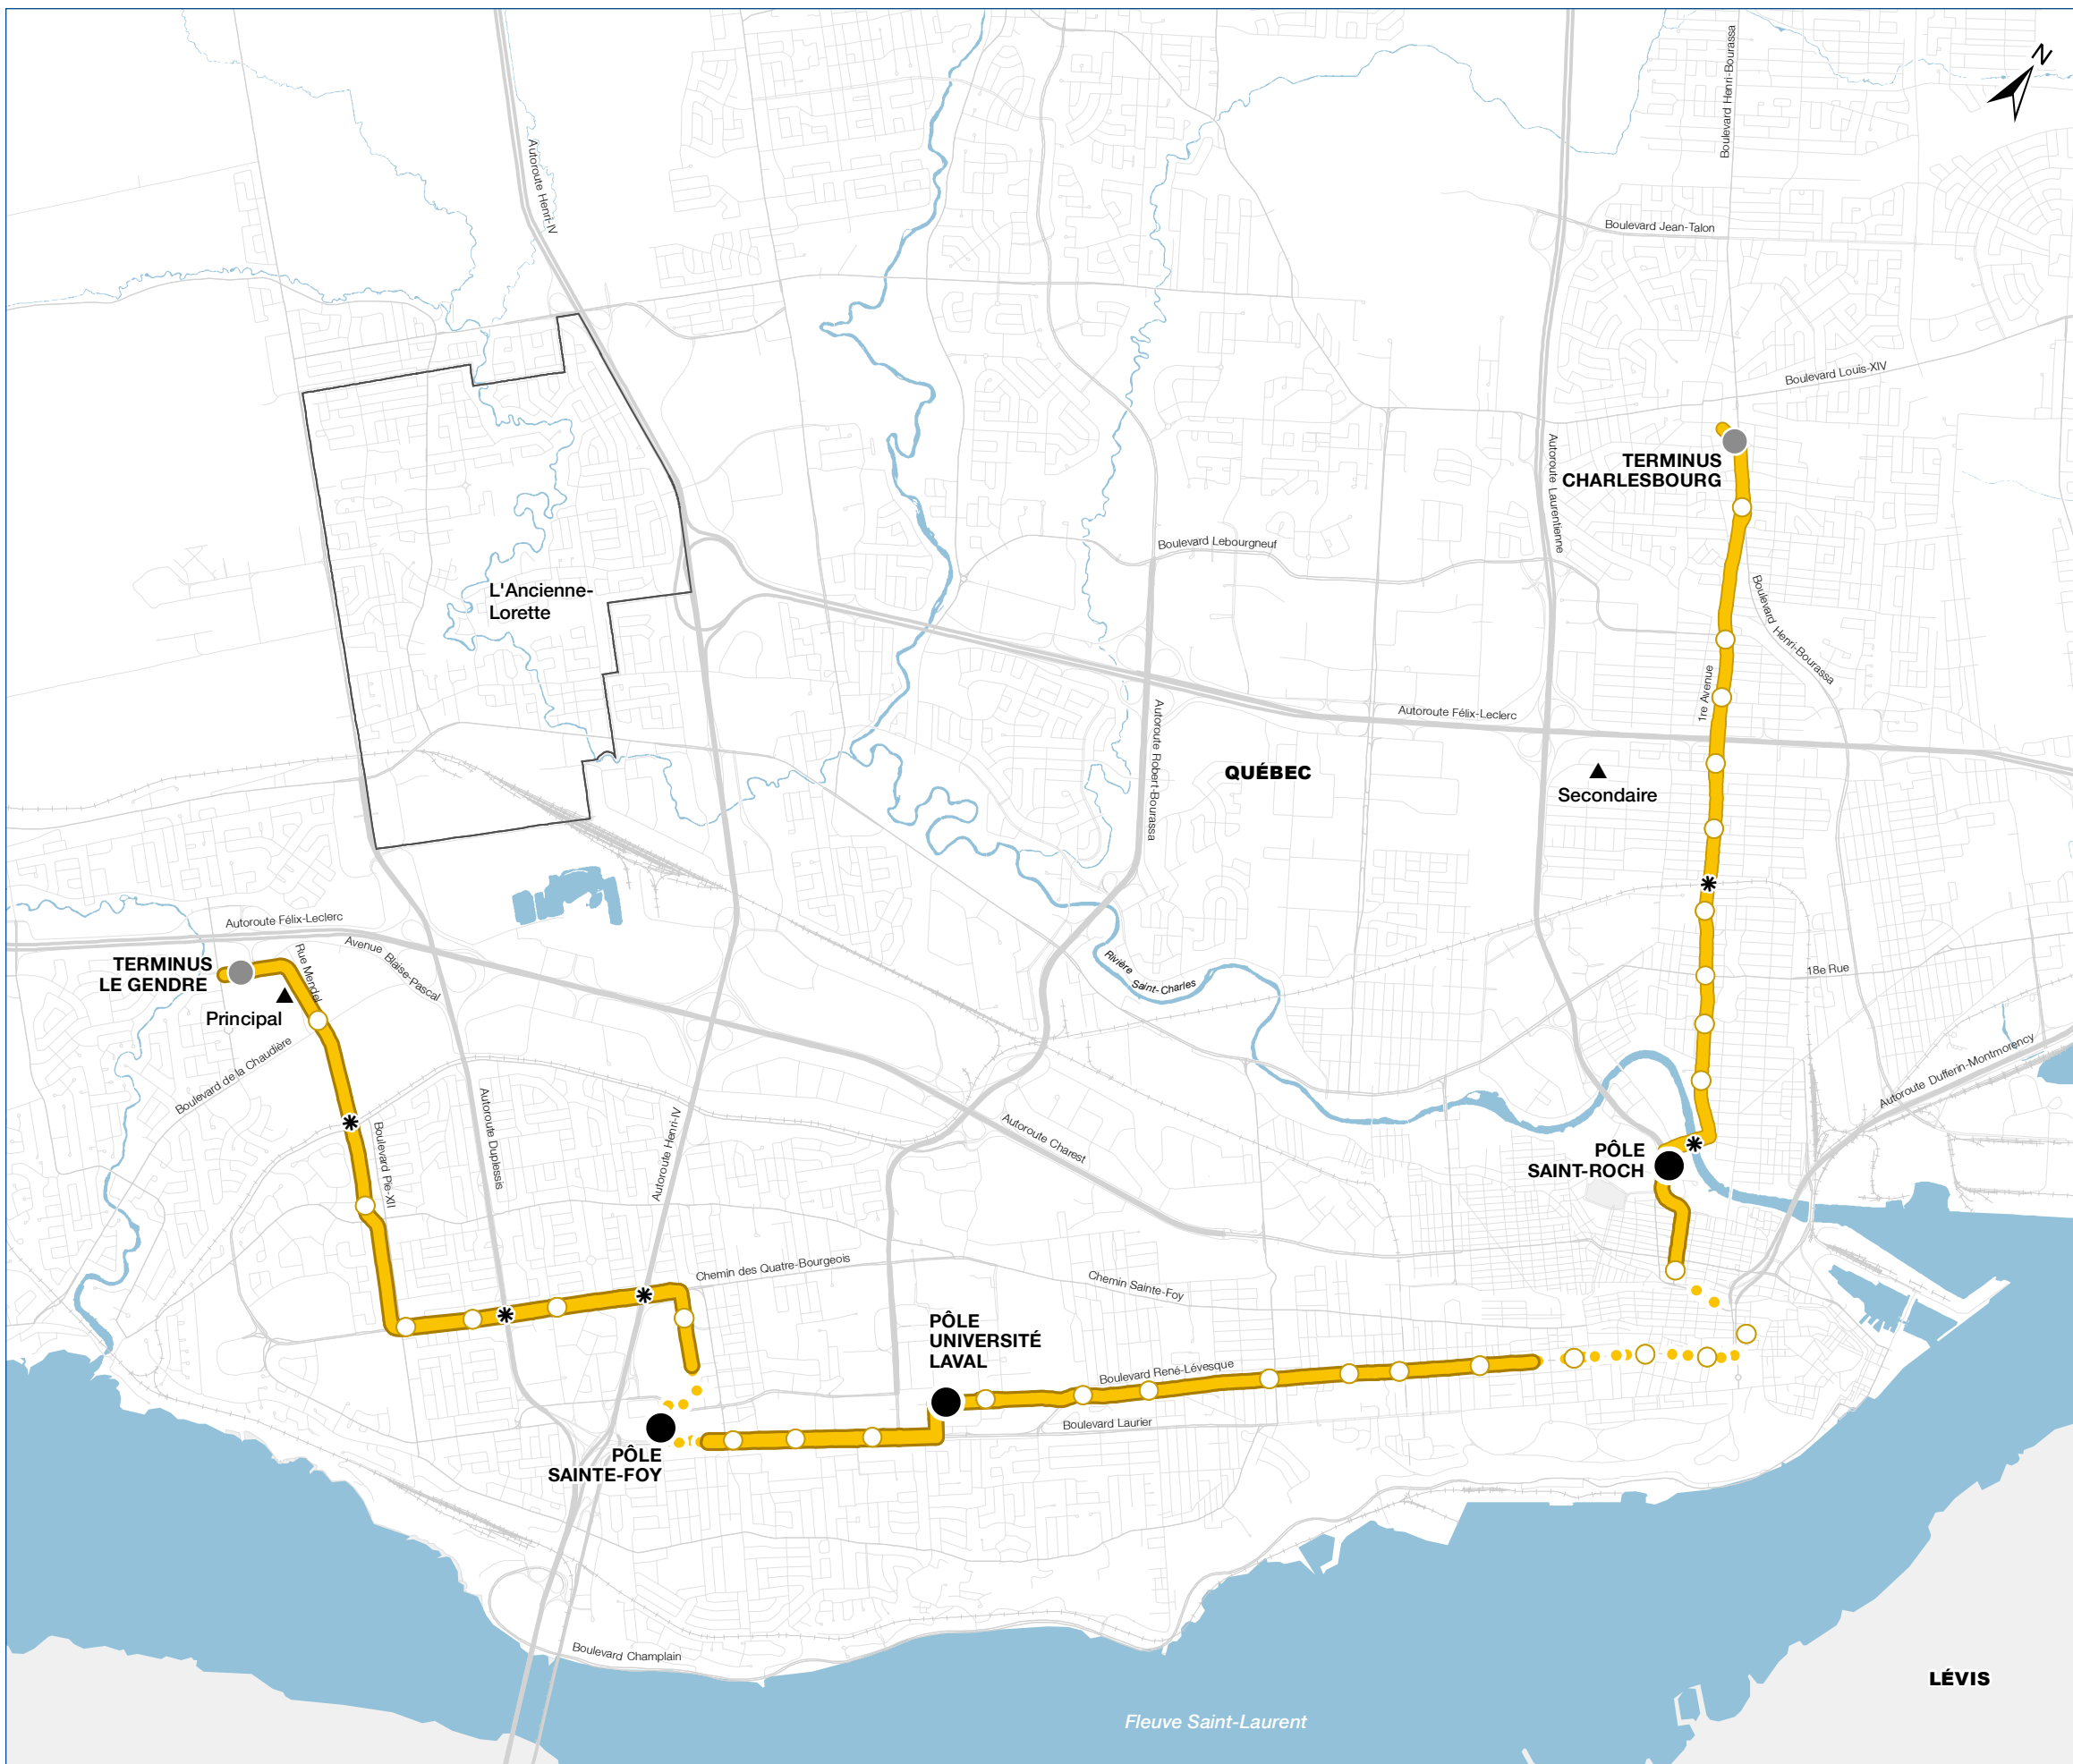 N
Boulevard Henri-Bourassa
Autoroute Henri-IV
Boulevard Jean-Talon
Boulevard Louis-XIV
TERMINUS
CHARLESBOURG
Autoroute Laurentienne
Boulevard Lebourgneuf
L'Ancienne-
Lorette
Boulevard Henri-Bourassa
1re Avenue
Autoroute Félix-Leclerc
Autoroute Robert-Bourassa
QUÉBEC
Secondaire
Autoroute Félix-Leclerc
Avenue Blaise-Pascal
Rue Mendel
TERMINUS
LE GENDRE
Principal
Rivière
Saint-Charles
18e Rue
Boulevard de la Chaudière
Autoroute Dufferin-Montmorency
Autoroute Duplessis
Boulevard Pie-XII
Autoroute Henri-IV
Autoroute Charest
PÔLE
SAINT-ROCH
Chemin des Quatre-Bourgeois
Chemin Sainte-Foy
PÔLE
UNIVERSITÉ
LAVAL
Boulevard René-Lévesque
Boulevard Laurier
PÔLE
SAINTE-FOY
Boulevard Champlain
LÉVIS
Fleuve Saint-Laurent